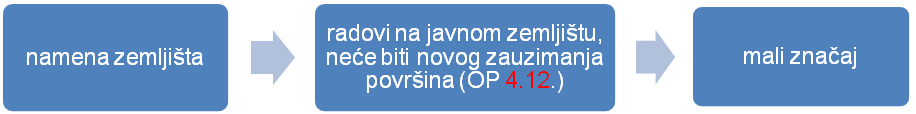 namena zemljišta
radovi na javnom zemljištu,
neće biti novog zauzimanja
površina (OP 4.12.)
mali značaj